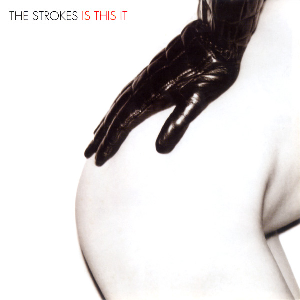 THE STROKES IS THIS IT